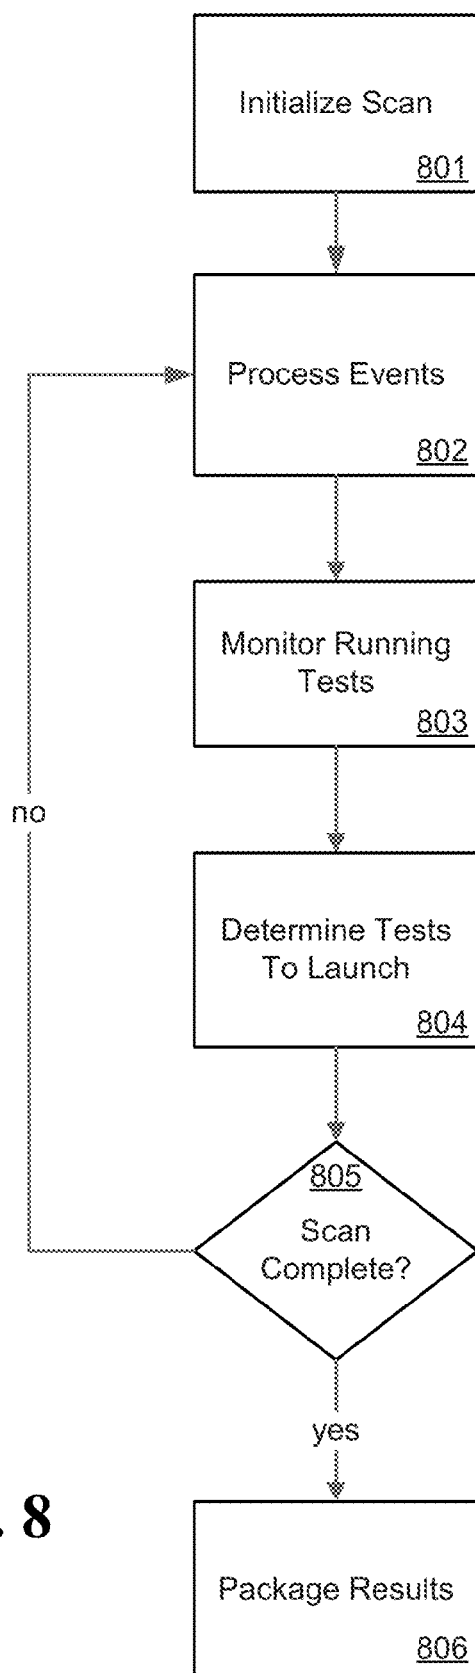 Initialize Scan
801
Process Events
802
Monitor Running
Tests
803
Determine Tests
To Launch
804
no
805
Scan
Complete?
yes
. 8
Package Results
806